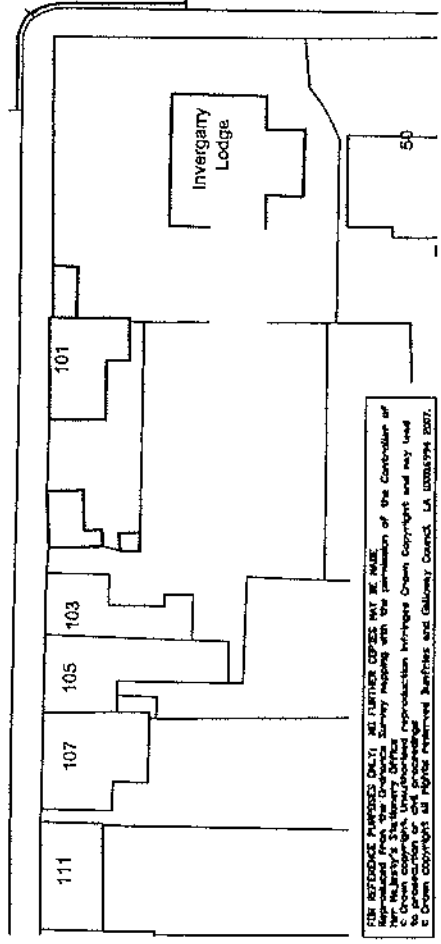 Invergarry
Lodge
50
101
103
105
107
111
FOR REFERENCE PURPOSES ONLY: NO FURTHER COPIES MAY BE MADE
Reproduced from the Ordnance Survey mapping with the permission of the Controller of
Her Majesty's Stationery Office
© Crown copyright. Unauthorised reproduction infringes Crown Copyright and may lead
to prosecution or civil proceedings
© Crown copyright all rights reserved Dumfries and Galloway Council. LA 2007.